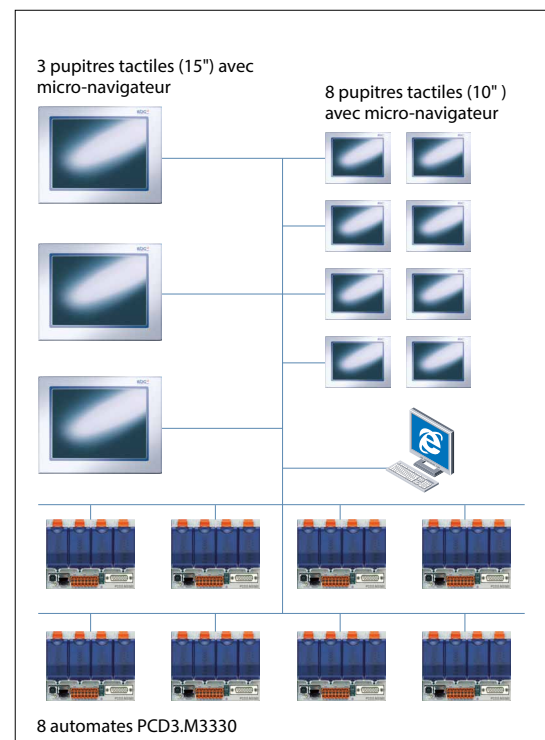 3 pupitres tactiles (15") avec
micro-navigateur
8 pupitres tactiles (10" )
avec micro-navigateur
8 automates PCD3.M3330